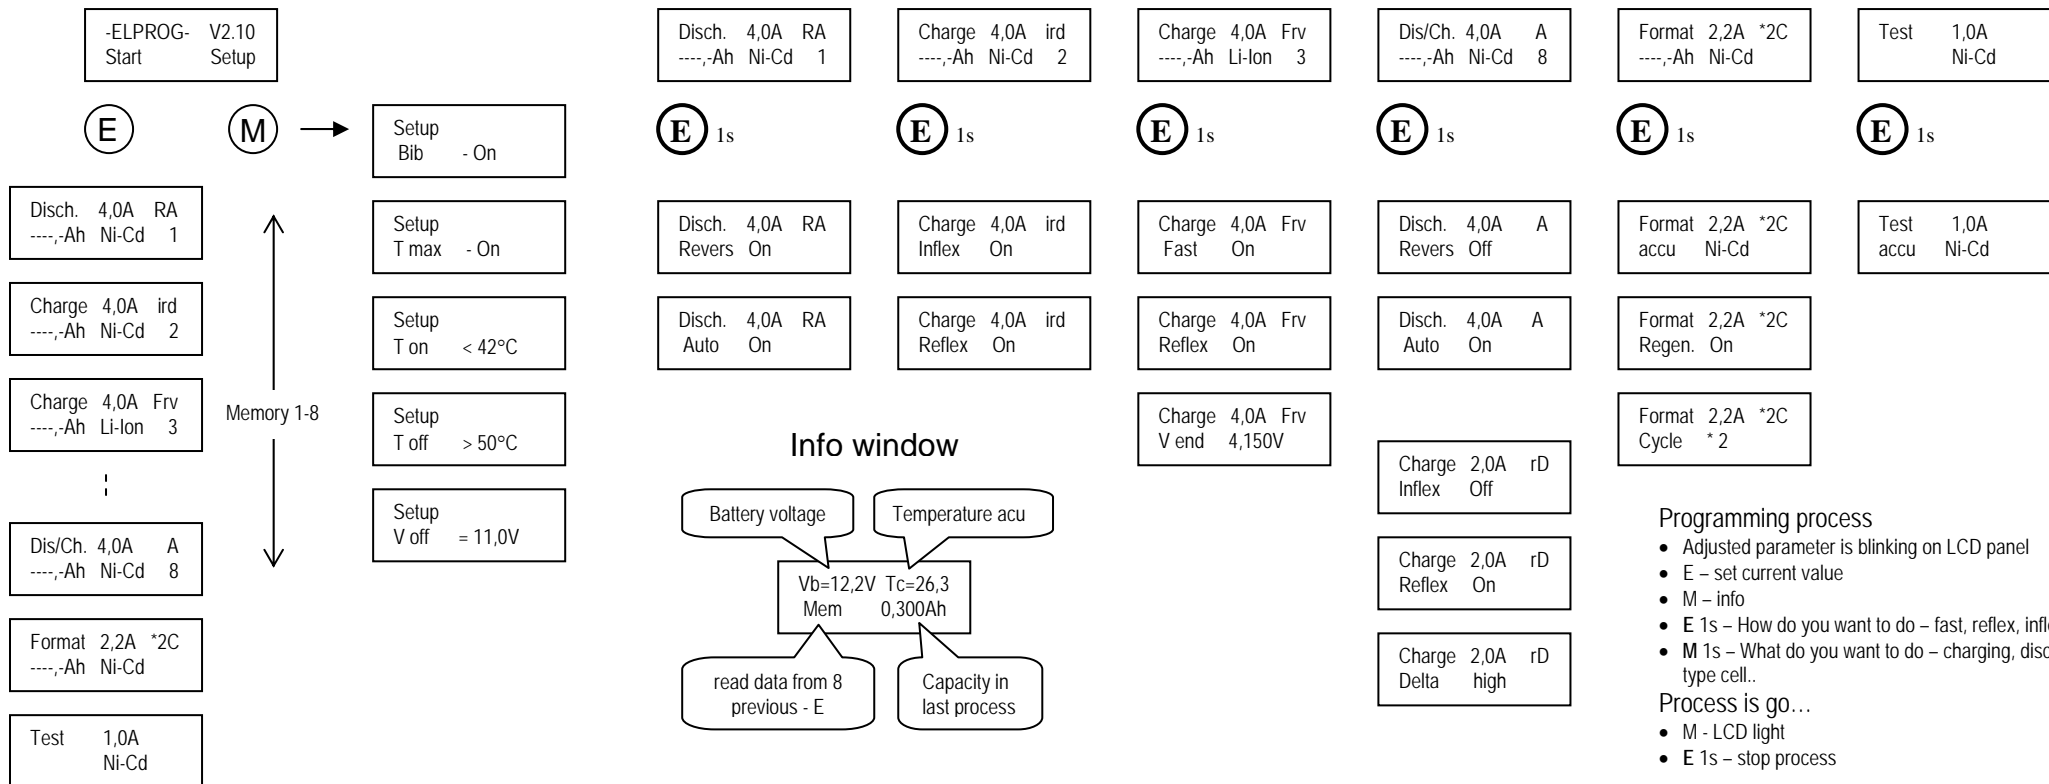 -ELPROG- V2.10
Start Setup
E
M
Disch. 4,0A RA
----,-Ah Ni-Cd 1
Charge 4,0A ird
----,-Ah Ni-Cd 2
Charge 4,0A Frv
----,-Ah Li-Ion 3
Dis/Ch. 4,0A A
----,-Ah Ni-Cd 8
Format 2,2A *2C
----,-Ah Ni-Cd
Test 1,0A
Ni-Cd
Memory 1-8
Setup
Bib - On
Setup
T max - On
Setup
T on < 42°C
Setup
T off > 50°C
Setup
V off = 11,0V
Disch. 4,0A RA
----,-Ah Ni-Cd 1
E 1s
Disch. 4,0A RA
Revers On
Disch. 4,0A RA
Auto On
Charge 4,0A ird
----,-Ah Ni-Cd 2
E 1s
Charge 4,0A ird
Inflex On
Charge 4,0A ird
Reflex On
Charge 4,0A Frv
----,-Ah Li-Ion 3
E 1s
Charge 4,0A Frv
Fast On
Charge 4,0A Frv
Reflex On
Charge 4,0A Frv
V end 4,150V
Dis/Ch. 4,0A A
----,-Ah Ni-Cd 8
E 1s
Disch. 4,0A A
Revers Off
Disch. 4,0A A
Auto On
Charge 2,0A rD
Inflex Off
Charge 2,0A rD
Reflex On
Charge 2,0A rD
Delta high
Format 2,2A *2C
----,-Ah Ni-Cd
E 1s
Format 2,2A *2C
accu Ni-Cd
Format 2,2A *2C
Regen. On
Format 2,2A *2C
Cycle * 2
Test 1,0A
Ni-Cd
E 1s
Test 1,0A
accu Ni-Cd
Info window
Battery voltage
Temperature acu
Vb=12,2V Tc=26,3
Mem 0,300Ah
read data from 8
previous - E
Capacity in
last process
Programming process
• Adjusted parameter is blinking on LCD panel
• E – set current value
• M – info
• E 1s – How do you want to do – fast, reflex,
• M 1s – What do you want to do – charging,
type cell..
Process is go…
• M - LCD light
• E 1s – stop process